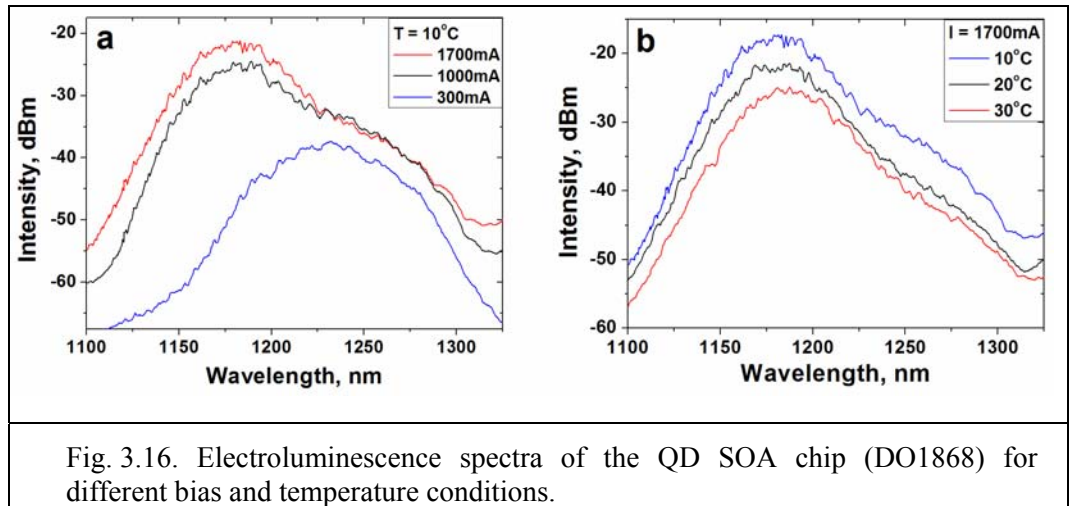 a
T = 10°C
1700mA
1000mA
300mA
Intensity, dBm
-20
-30
-40
-50
-60
1100
1150
1200
1250
1300
Wavelength, nm
b
I = 1700mA
10°C
20°C
30°C
Intensity, dBm
-20
-30
-40
-50
-60
1100
1150
1200
1250
1300
Wavelength, nm
Fig. 3.16. Electroluminescence spectra of the QD SOA chip (DO1868) for
different bias and temperature conditions.